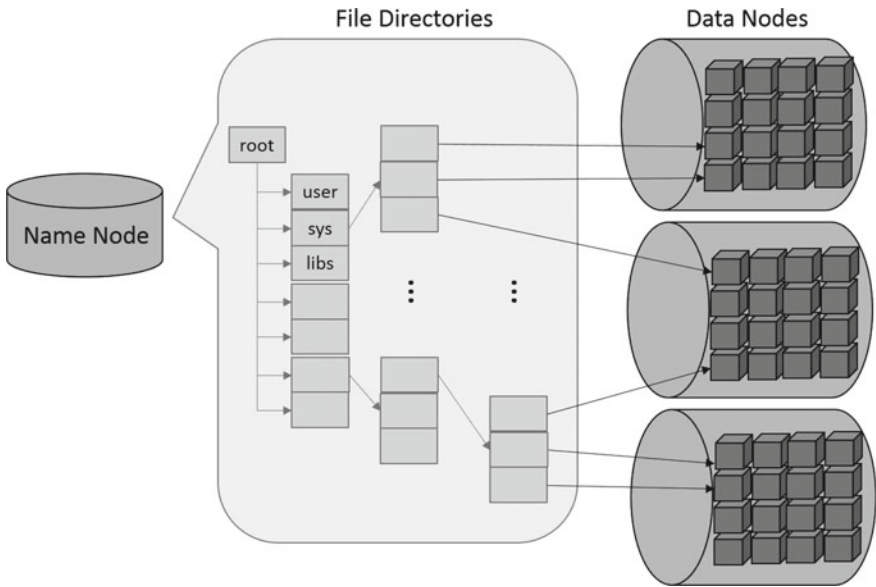 File Directories
Data Nodes
Name Node
root
user
sys
libs